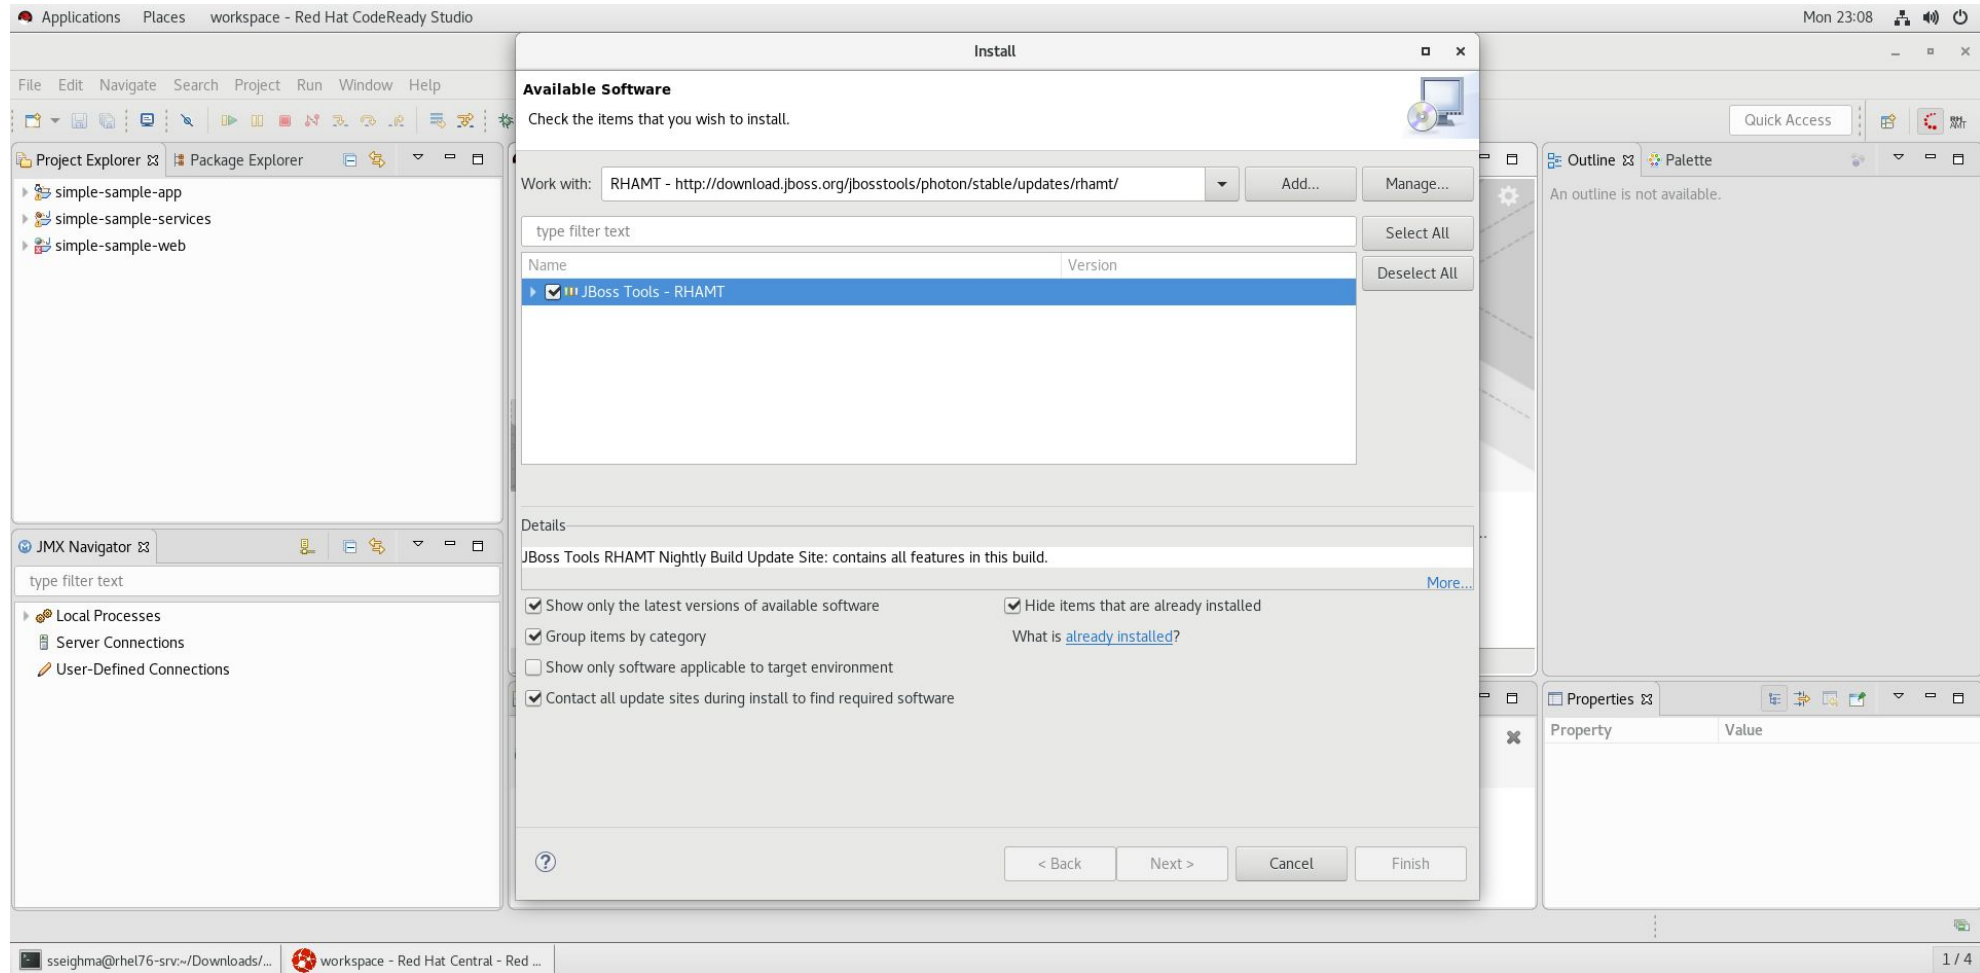 Applications Places workspace - Red Hat CodeReady Studio Mon 23:08
Install
File Edit Navigate Search Project Run Window Help
Available Software
Check the items that you wish to install.
Quick Access
Project Explorer Package Explorer
Outline Palette
Work with: RHAMT - http://download.jboss.org/jbosstools/photon/stable/updates/rhamt/ Add... Manage...
simple-sample-app
An outline is not available.
simple-sample-services
type filter text Select All
simple-sample-web
Name Version
Deselect All
JBoss Tools - RHAMT
Details
JMX Navigator
JBoss Tools RHAMT Nightly Build Update Site: contains all features in this build.
type filter text
More...
Show only the latest versions of available software Hide items that are already installed
Local Processes
Group items by category What is already installed?
Server Connections
Show only software applicable to target environment
User-Defined Connections
Contact all update sites during install to find required software
Properties
Property Value
< Back Next > Cancel Finish
sseighma@rhel76-srv:~/Downloads/... workspace - Red Hat Central - Red ... 1 / 4